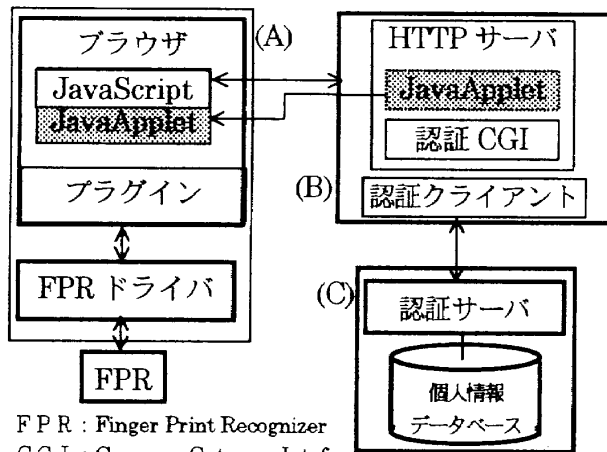 ブラウザ
(A)
JavaScript
JavaApplet
プラグイン
FPRドライバ
FPR
HTTPサーバ
JavaApplet
認証CGI
(B)
認証クライアント
(C)
認証サーバ
個人情報
データベース
FPR : Finger Print Recognizer